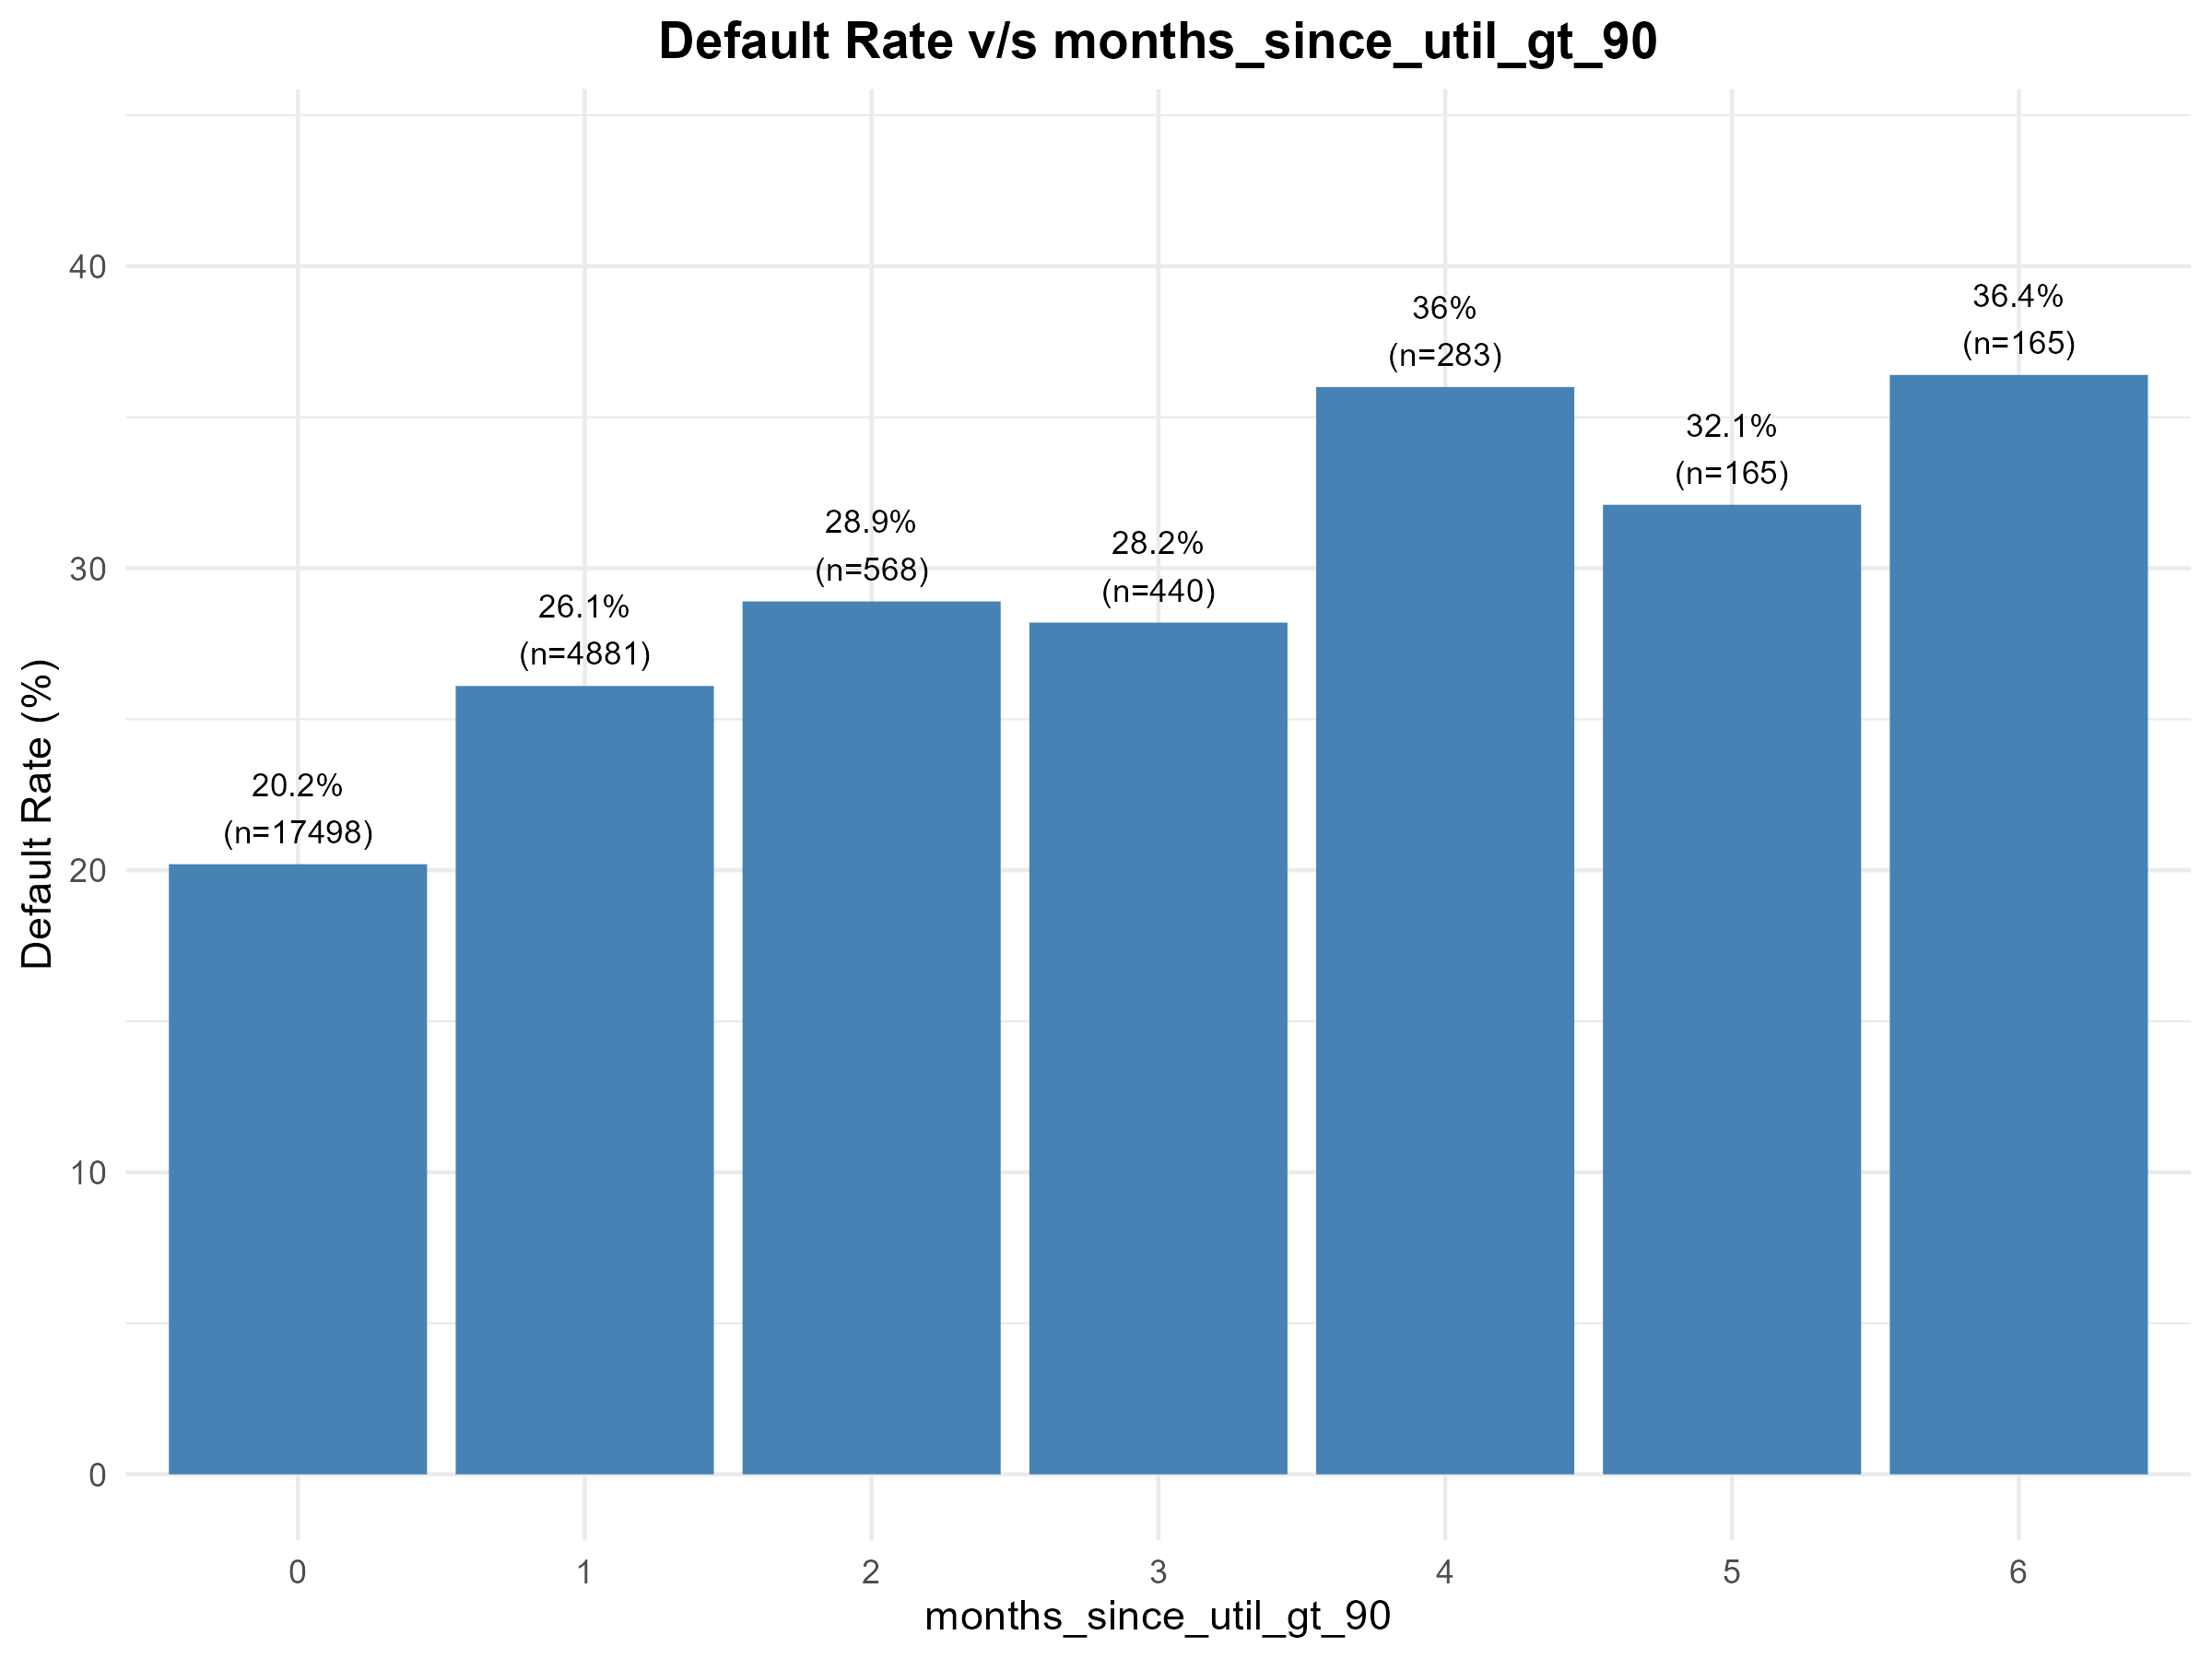 Default Rate v/s months_since_util_gt_90
Default Rate (%)
40
30
20
10
0
20.2%
(n=17498)
26.1%
(n=4881)
28.9%
(n=568)
28.2%
(n=440)
36%
(n=283)
32.1%
(n=165)
36.4%
(n=165)
0 1 2 3 4 5 6
months_since_util_gt_90